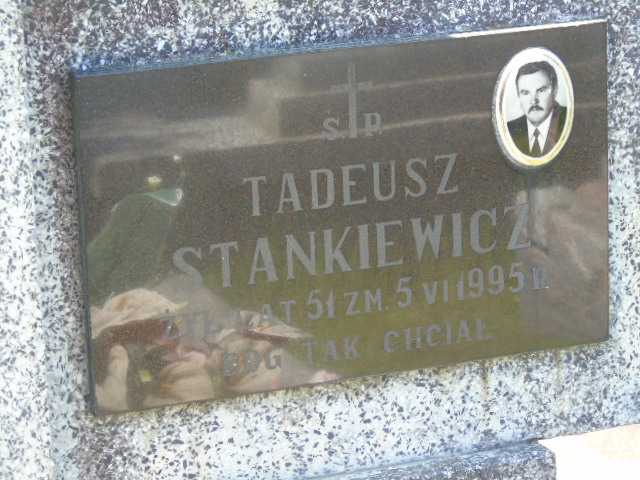 Ś.P.
TADEUSZ
STANKIEWICZ
ŻYŁ LAT 51 ZM. 5 VI 1995 R
BÓG TAK CHCIAŁ